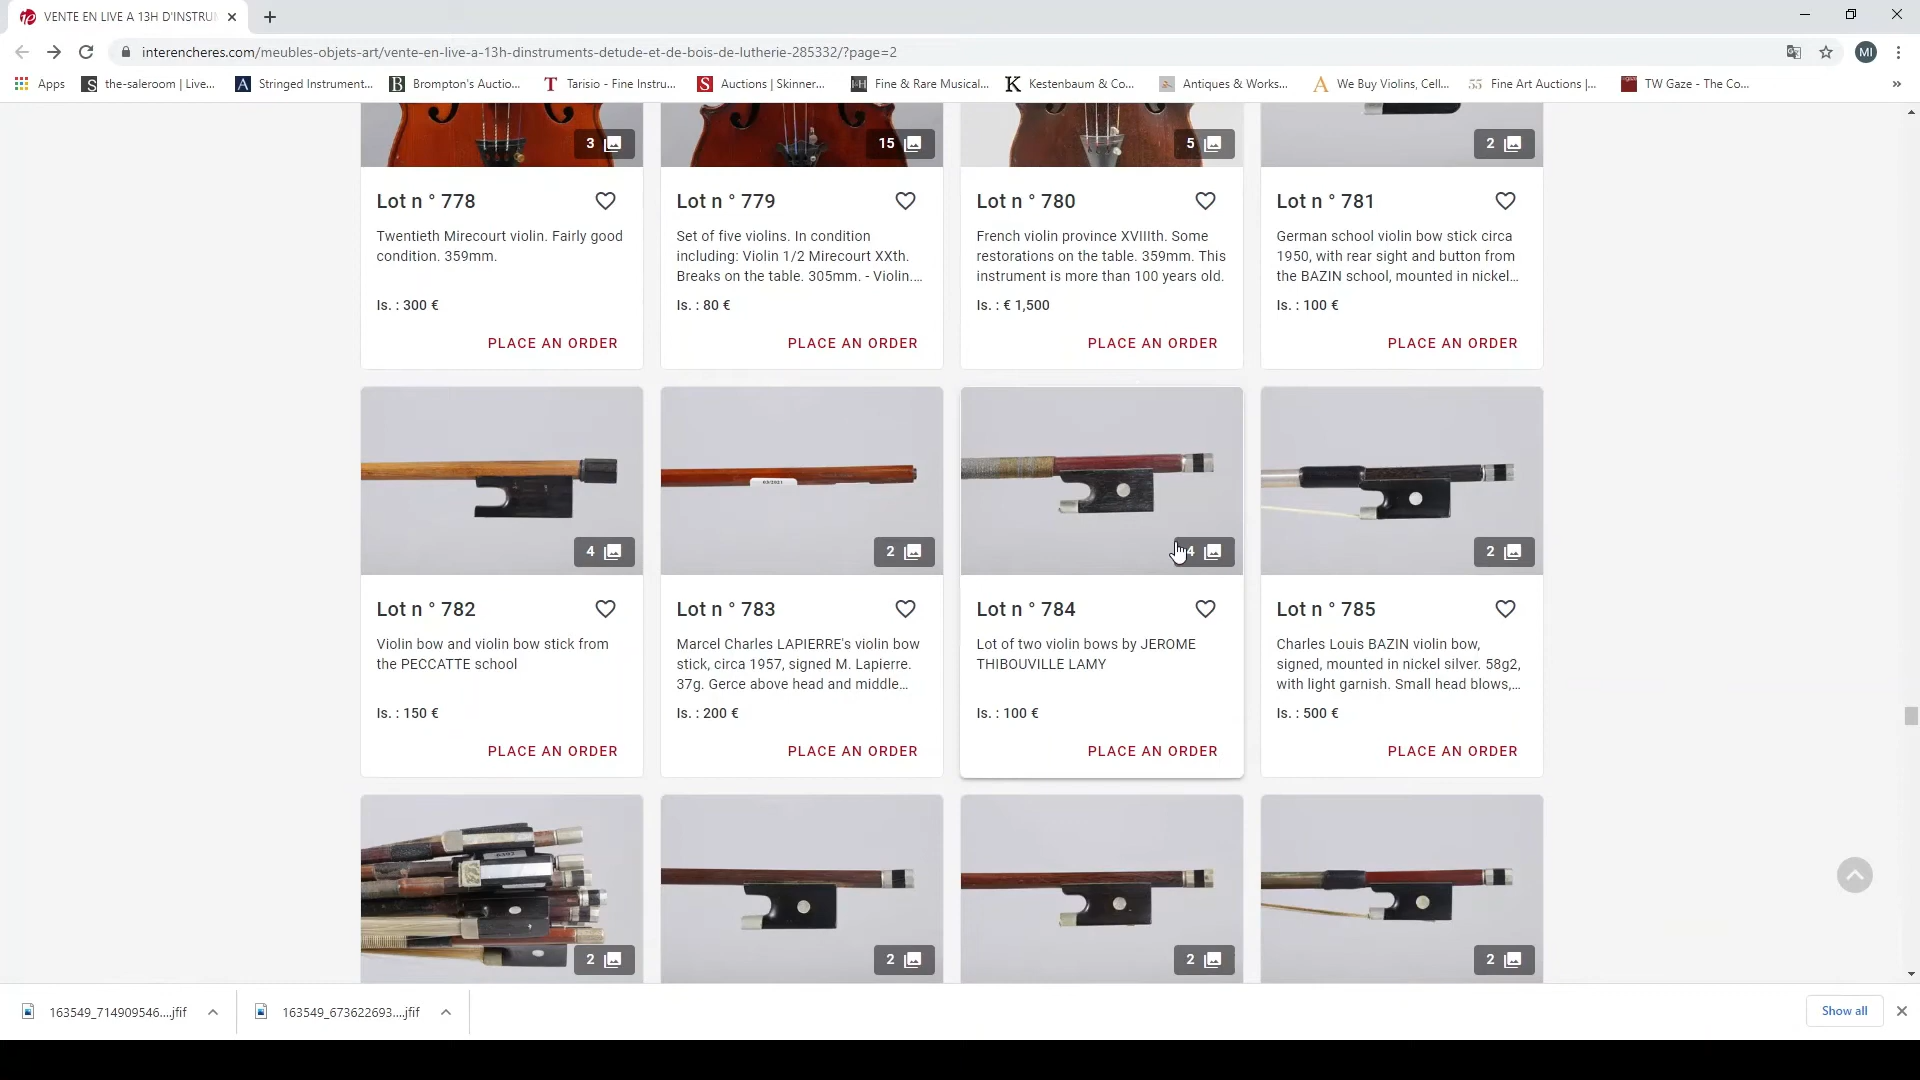 VENTE EN LIVE A 13H D'INSTRU
interencheres.com/meubles-objets-art/vente-en-live-a-13h-dinstruments-detude-et-de-bois-de-lutherie-285332/?page=2
MI
Apps
the-saleroom | Live...
Stringed Instrument...
Brompton's Auctio...
Tarisio - Fine Instru...
Auctions | Skinner...
Fine & Rare Musical...
Kestenbaum & Co...
Antiques & Works...
We Buy Violins, Cell...
Fine Art Auctions |...
TW Gaze - The Co...
3
15
5
2
Lot n ° 778
Twentieth Mirecourt violin. Fairly good
condition. 359mm.
Is. : 300 €
PLACE AN ORDER
Lot n ° 779
Set of five violins. In condition
including: Violin 1/2 Mirecourt XXth.
Breaks on the table. 305mm. - Violin...
Is. : 80 €
PLACE AN ORDER
Lot n ° 780
French violin province XVIIIth. Some
restorations on the table. 359mm. This
instrument is more than 100 years old.
Is. : € 1,500
PLACE AN ORDER
Lot n ° 781
German school violin bow stick circa
1950, with rear sight and button from
the BAZIN school, mounted in nickel...
Is. : 100 €
PLACE AN ORDER
4
2
4
2
Lot n ° 782
Violin bow and violin bow stick from
the PECCATTE school
Is. : 150 €
PLACE AN ORDER
Lot n ° 783
Marcel Charles LAPIERRE's violin bow
stick, circa 1957, signed M. Lapierre.
37g. Gerce above head and middle...
Is. : 200 €
PLACE AN ORDER
Lot n ° 784
Lot of two violin bows by JEROME
THIBOUVILLE LAMY
Is. : 100 €
PLACE AN ORDER
Lot n ° 785
Charles Louis BAZIN violin bow,
signed, mounted in nickel silver. 58g2,
with light garnish. Small head blows,...
Is. : 500 €
PLACE AN ORDER
2
2
2
2
163549_714909546....jfif
163549_673622693....jfif
Show all